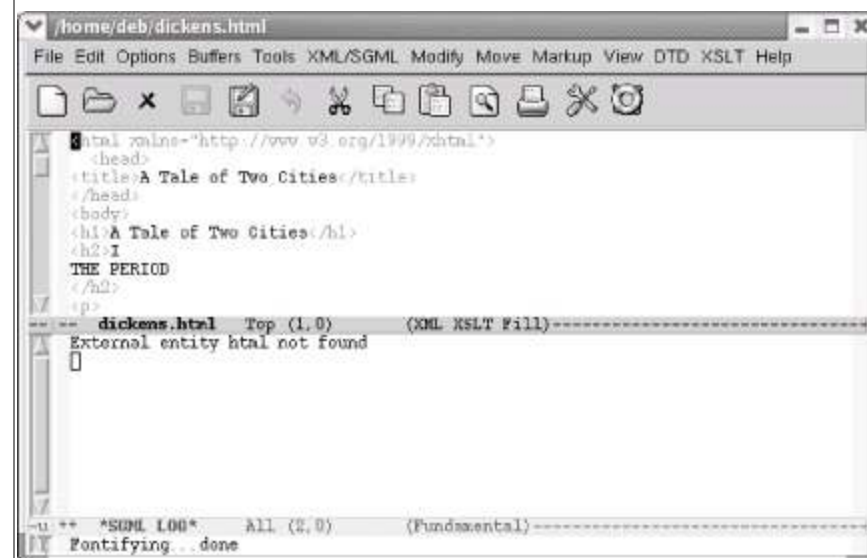 /home/deb/dickens.html
File Edit Options Buffers Tools XML/SGML Modify Move Markup View DTD XSLT Help
<html xmlns="http://www.w3.org/1999/xhtml">
<head>
<title>A Tale of Two Cities</title>
</head>
<body>
<h1>A Tale of Two Cities</h1>
<h2>I
THE PERIOD
</h2>
<p>
-- -- dickens.html Top (1,0) (XML XSLT Fill)------------------------------
External entity html not found
-u ++ *SGML LOG* All (2,0) (Fundamental)--------------------------------
Fontifying...done